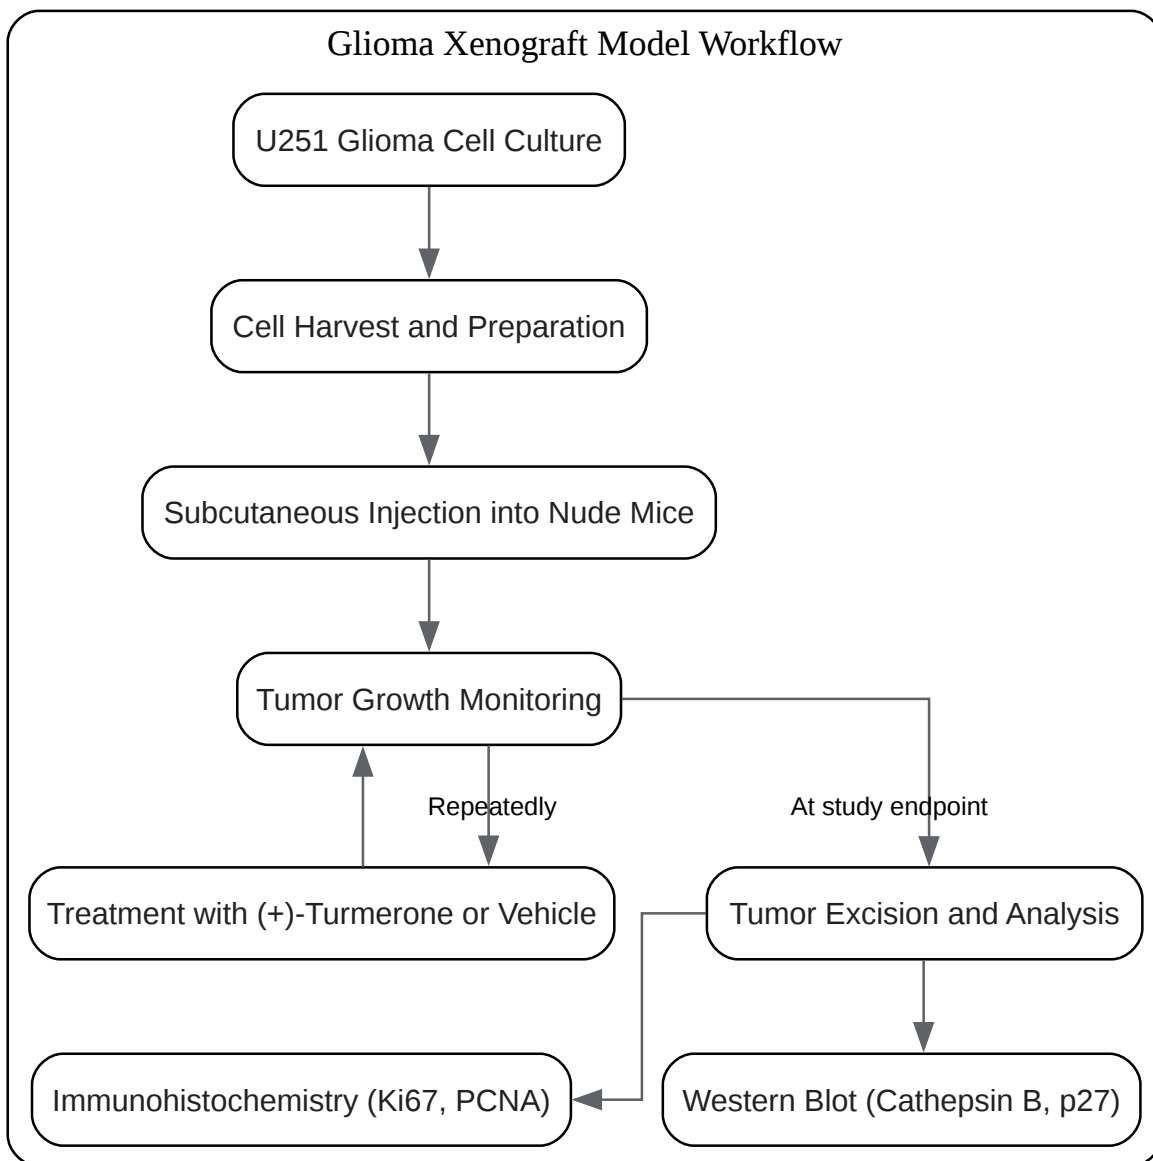 Glioma Xenograft Model Workflow
U251 Glioma Cell Culture
Cell Harvest and Preparation
Subcutaneous Injection into Nude Mice
Tumor Growth Monitoring
Repeatedly
At study endpoint
Treatment with (+)-Turmerone or Vehicle
Tumor Excision and Analysis
Immunohistochemistry (Ki67, PCNA)
Western Blot (Cathepsin B, p27)